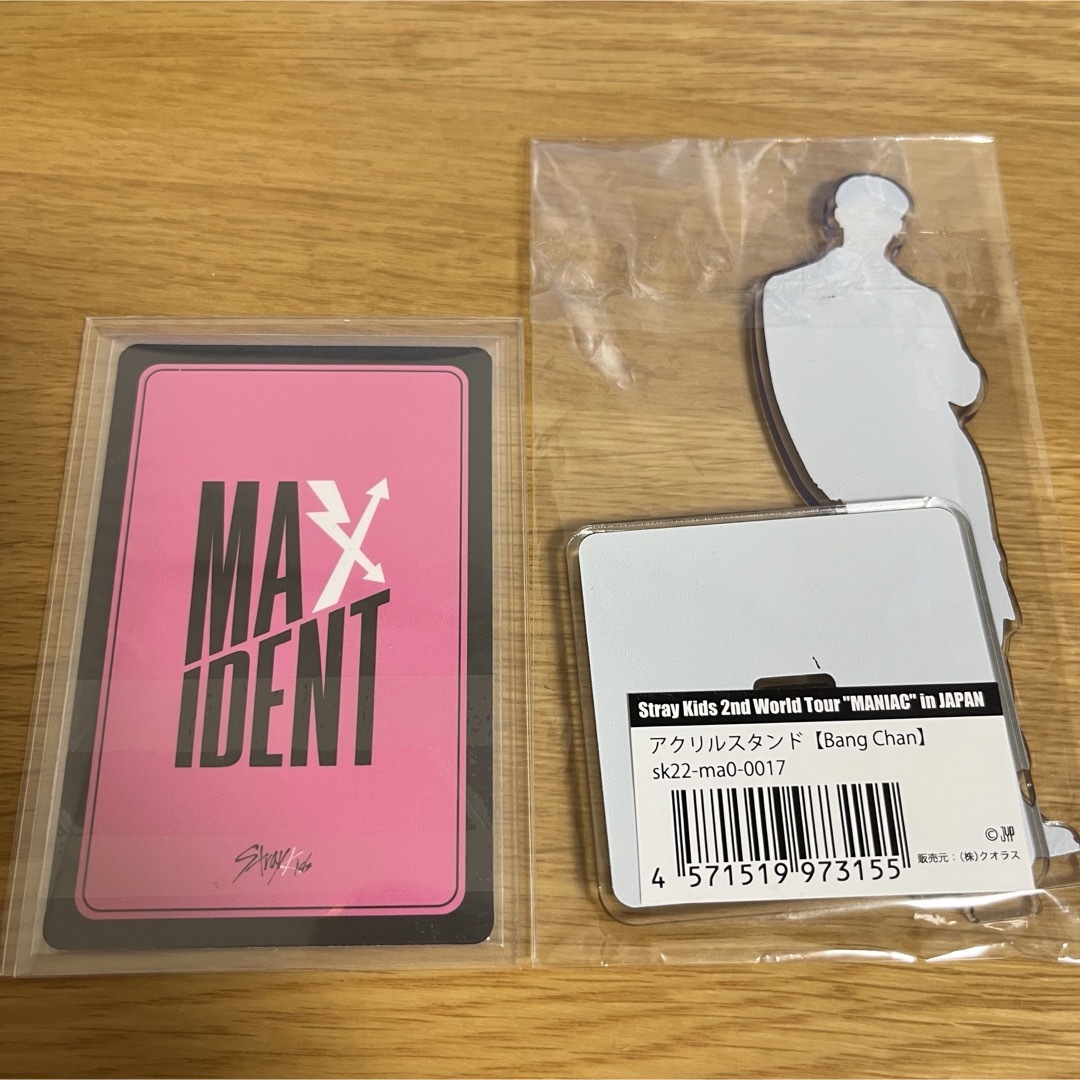 MAX
IDENT
Stray Kids
Stray Kids 2nd World Tour "MANIAC" in JAPAN
アクリルスタンド【Bang Chan】
sk22-ma0-0017
©JYP
4 571519 973155
販売元：（株）クオラス